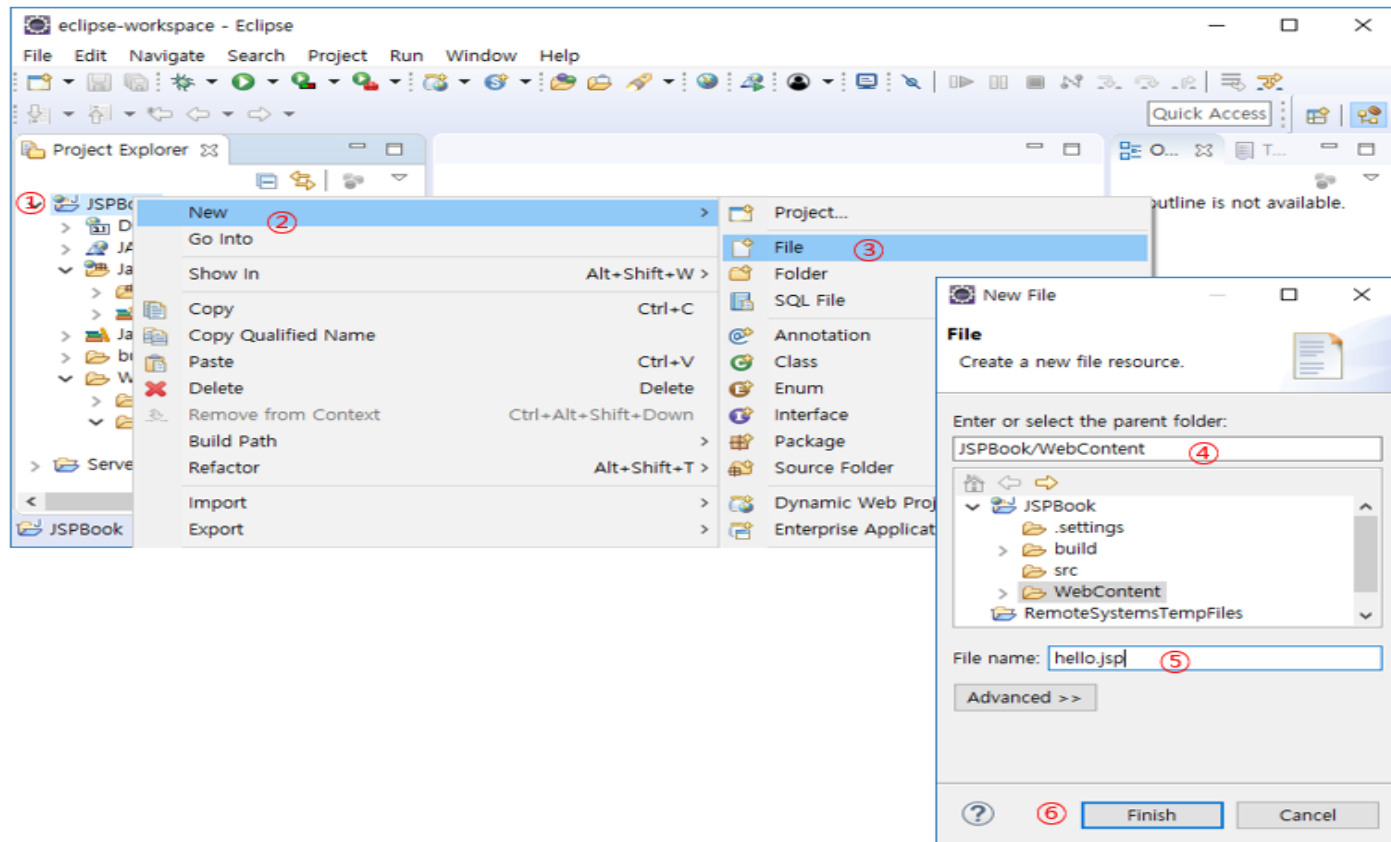 eclipse-workspace - Eclipse
File Edit Navigate Search Project Run Window Help
Quick Access
Project Explorer
O... T...
① JSPBo
outline is not available.
D
JA
Ja
Ja
bu
W
Serve
JSPBook
New ② >
Go Into
Show In Alt+Shift+W >
Copy Ctrl+C
Copy Qualified Name
Paste Ctrl+V
Delete Delete
Remove from Context Ctrl+Alt+Shift+Down
Build Path >
Refactor Alt+Shift+T >
Import >
Export >
Project...
File ③
Folder
SQL File
Annotation
Class
Enum
Interface
Package
Source Folder
Dynamic Web Proj
Enterprise Applicat
New File
File
Create a new file resource.
Enter or select the parent folder:
JSPBook/WebContent ④
JSPBook
.settings
build
src
WebContent
RemoteSystemsTempFiles
File name: hello.jsp ⑤
Advanced >>
? ⑥ Finish Cancel